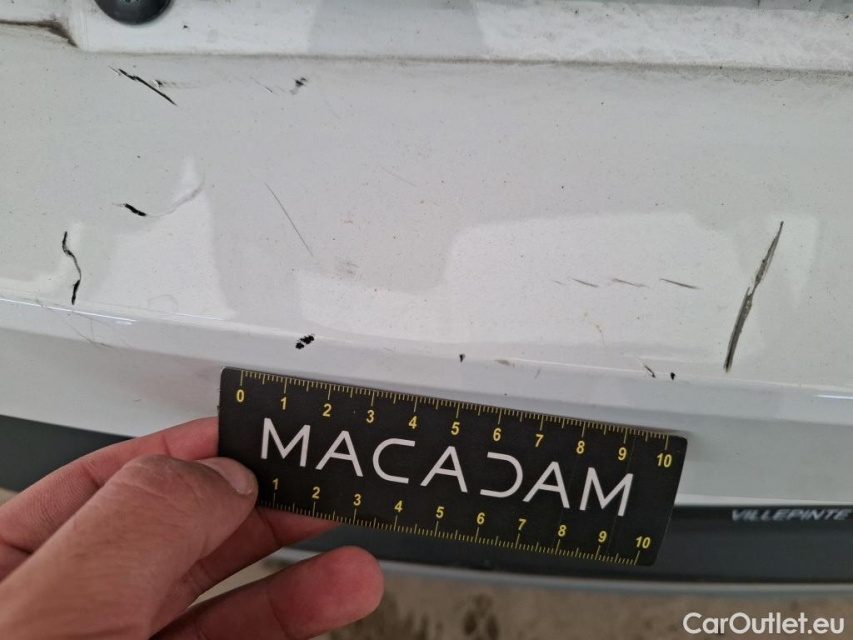 0 1 2 3 4 5 6 7 8 9 10
MACADAM
1 2 3 4 5 6 7 8 9 10
VILLEPINTE
CarOutlet.eu